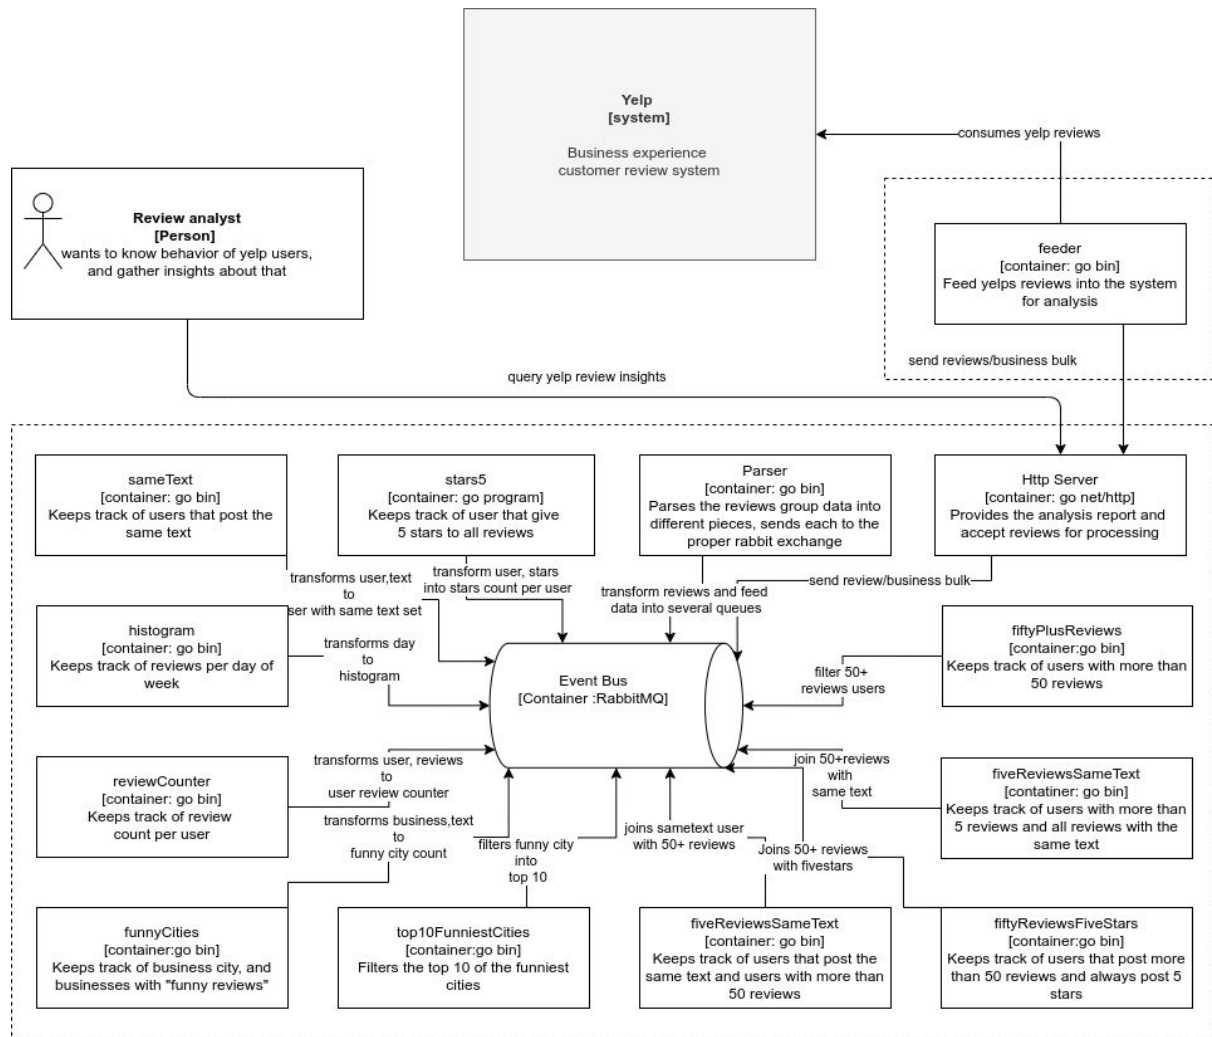 Yelp
[system]
Business experience
customer review system
consumes yelp reviews
Review analyst
[Person]
wants to know behavior of yelp users,
and gather insights about that
feeder
[container: go bin]
Feed yelps reviews into the system
for analysis
send reviews/business bulk
query yelp review insights
sameText
[container: go bin]
Keeps track of users that post the
same text
stars5
[container: go program]
Keeps track of user that give
5 stars to all reviews
Parser
[container: go bin]
Parses the reviews group data into
different pieces, sends each to the
proper rabbit exchange
Http Server
[container: go net/http]
Provides the analysis report and
accept reviews for processing
transforms user,text
to
ser with same text set
transform user, stars
into stars count per user
transform reviews and feed
data into several queues
send review/business bulk
histogram
[container: go bin]
Keeps track of reviews per day of
week
transforms day
to
histogram
Event Bus
[Container :RabbitMQ]
filter 50+
reviews users
fiftyPlusReviews
[container:go bin]
Keeps track of users with more than
50 reviews
reviewCounter
[container: go bin]
Keeps track of review
count per user
transforms user, reviews
to
user review counter
join 50+reviews
with
same text
fiveReviewsSameText
[contatiner: go bin]
Keeps track of users with more than
5 reviews and all reviews with the
same text
transforms business,text
to
funny city count
filters funny city
into
top 10
joins sametext user
with 50+ reviews
Joins 50+ reviews
with fivestars
funnyCities
[container:go bin]
Keeps track of business city, and
businesses with "funny reviews"
top10FunniestCities
[container:go bin]
Filters the top 10 of the funniest
cities
fiveReviewsSameText
[container: go bin]
Keeps track of users that post the
same text and users with more than
50 reviews
fiftyReviewsFiveStars
[container:go bin]
Keeps track of users that post more
than 50 reviews and always post 5
stars